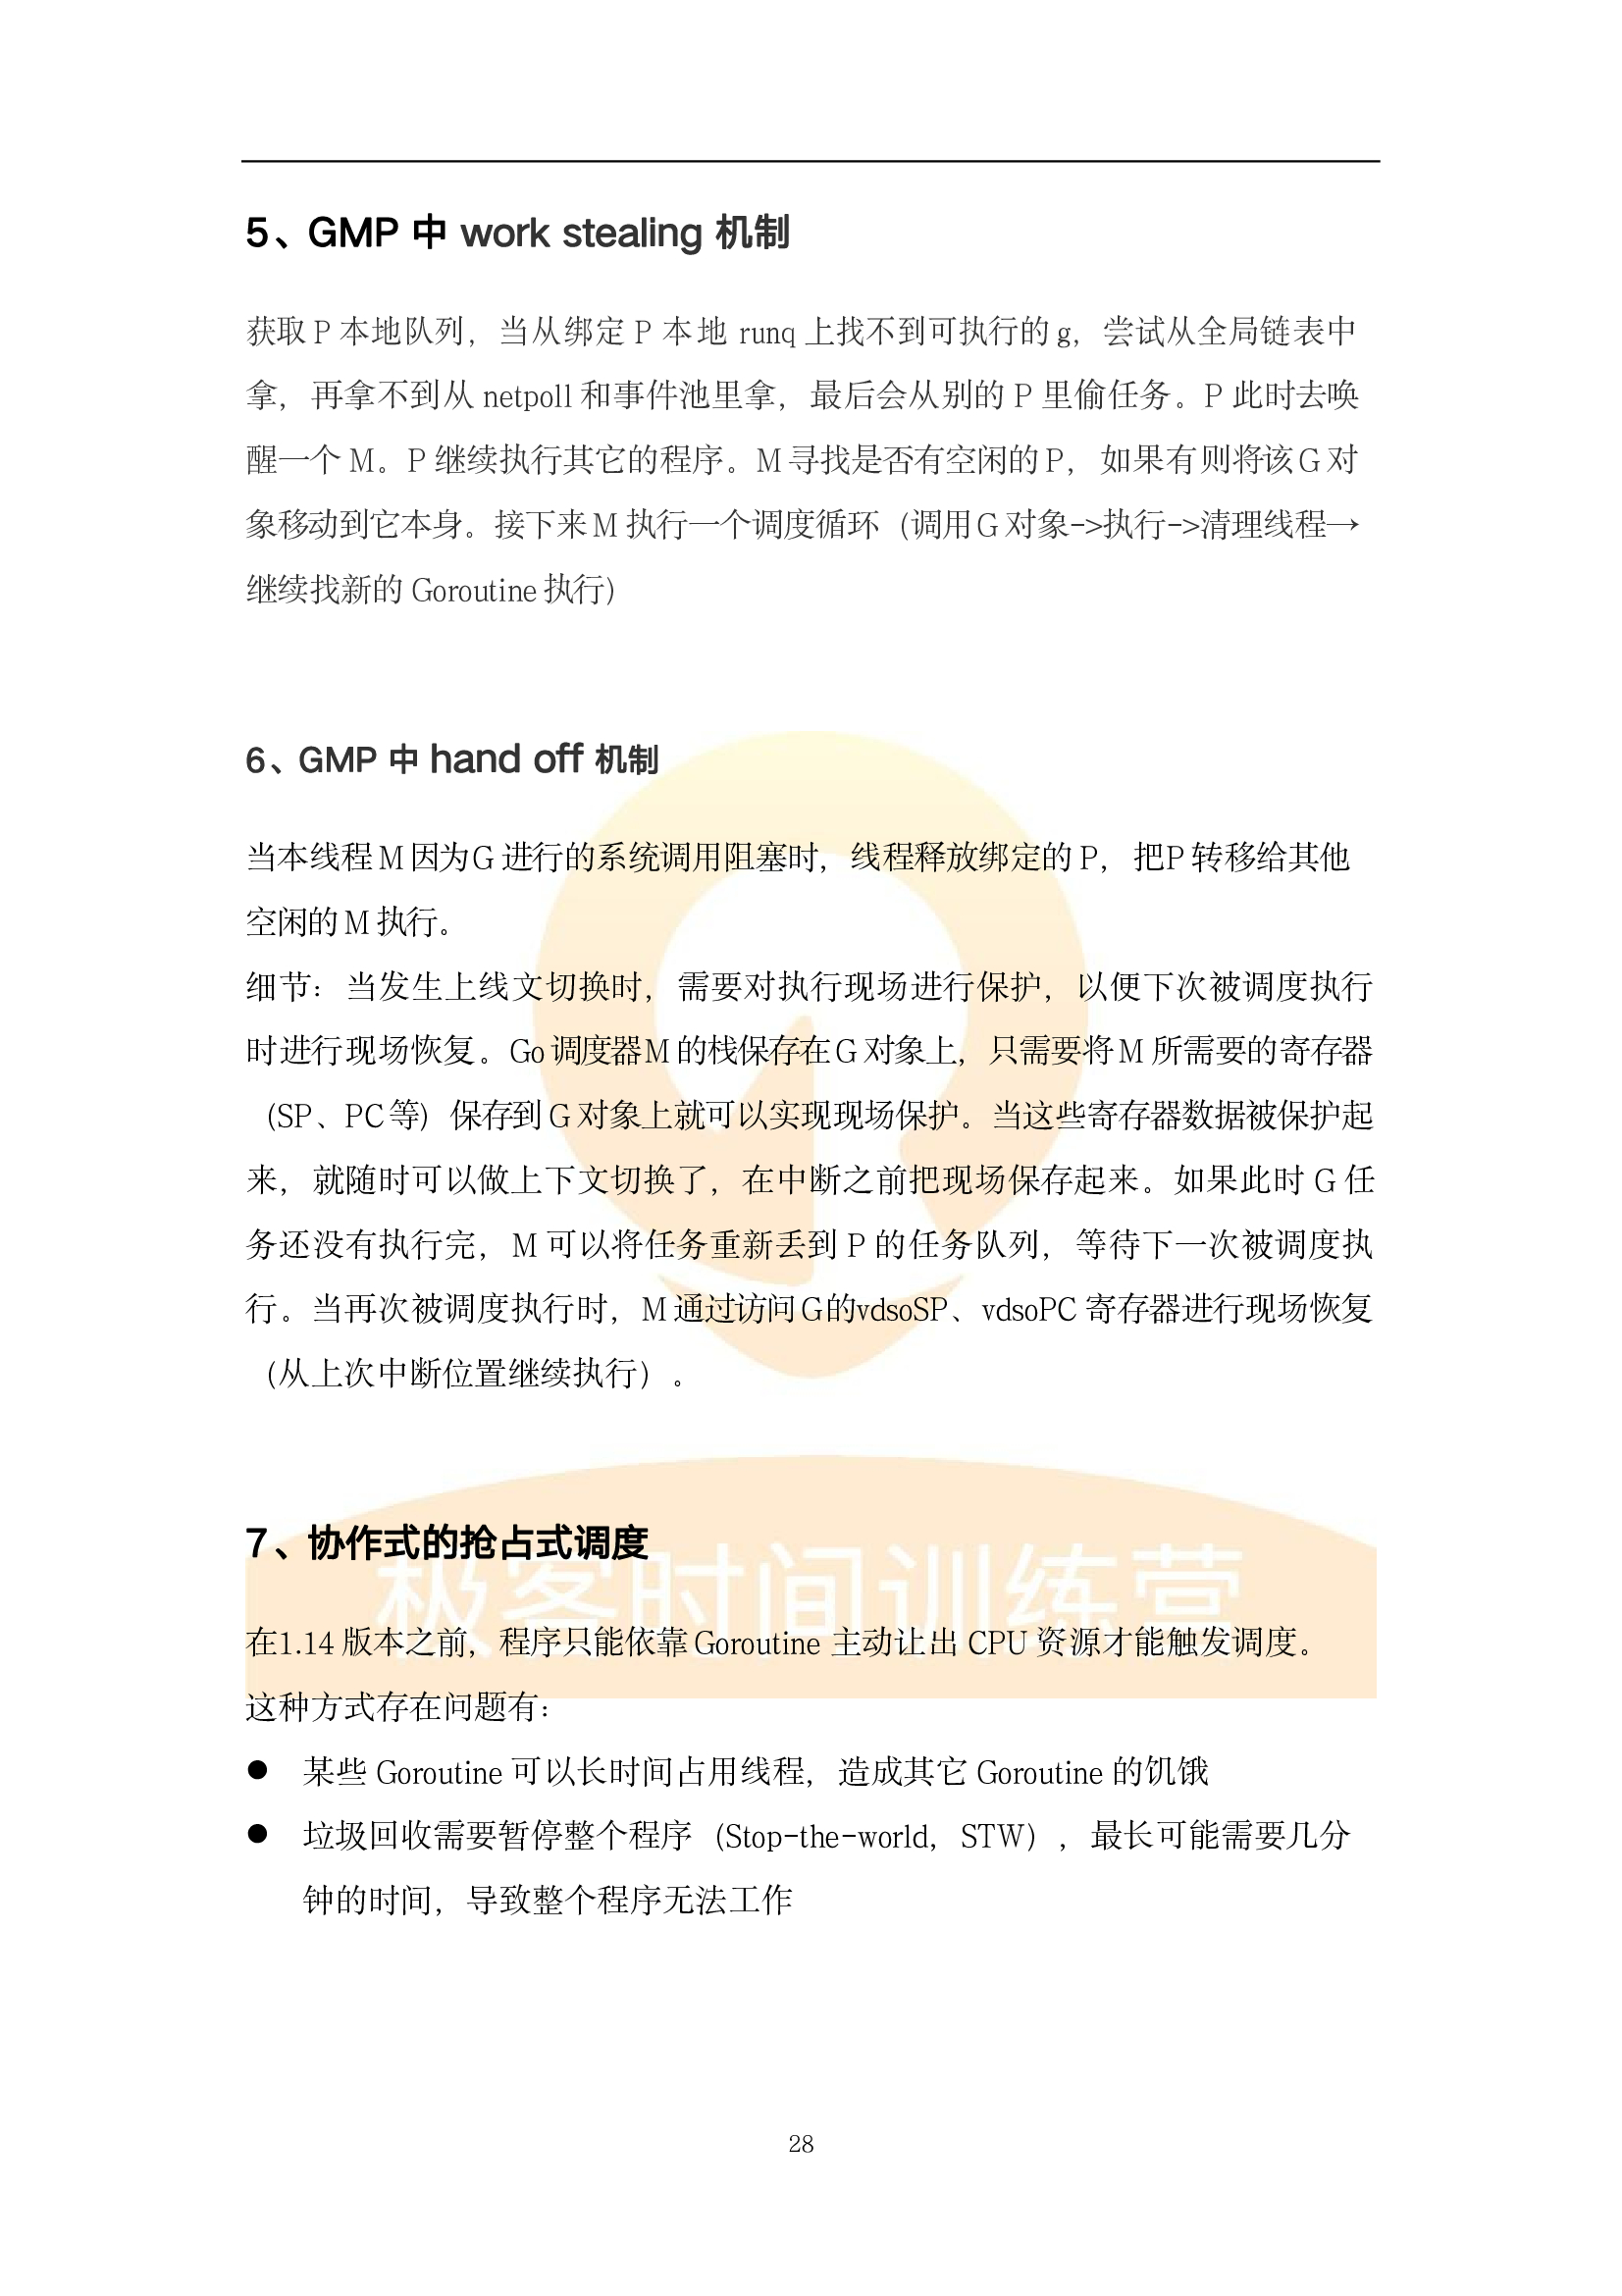 5、GMP 中 work stealing 机制
获取 P 本地队列，当从绑定 P 本地 runq 上找不到可执行的 g，尝试从全局链表中
拿，再拿不到从 netpoll 和事件池里拿，最后会从别的 P 里偷任务。P 此时去唤
醒一个 M。P 继续执行其它的程序。M 寻找是否有空闲的 P，如果有则将该 G 对
象移动到它本身。接下来 M 执行一个调度循环（调用 G 对象->执行->清理线程→
继续找新的 Goroutine 执行）
6、GMP 中 hand off 机制
当本线程 M 因为 G 进行的系统调用阻塞时，线程释放绑定的 P，把 P 转移给其他
空闲的 M 执行。
细节：当发生上线文切换时，需要对执行现场进行保护，以便下次被调度执行
时进行现场恢复。Go 调度器 M 的栈保存在 G 对象上，只需要将 M 所需要的寄存器
（SP、PC 等）保存到 G 对象上就可以实现现场保护。当这些寄存器数据被保护起
来，就随时可以做上下文切换了，在中断之前把现场保存起来。如果此时 G 任
务还没有执行完，M 可以将任务重新丢到 P 的任务队列，等待下一次被调度执
行。当再次被调度执行时，M 通过访问 G 的 vdsoSP、vdsoPC 寄存器进行现场恢复
（从上次中断位置继续执行）。
7、协作式的抢占式调度
极客时间训练营
在1.14 版本之前，程序只能依靠 Goroutine 主动让出 CPU 资源才能触发调度。
这种方式存在问题有：
● 某些 Goroutine 可以长时间占用线程，造成其它 Goroutine 的饥饿
● 垃圾回收需要暂停整个程序（Stop-the-world，STW），最长可能需要几分
钟的时间，导致整个程序无法工作
28